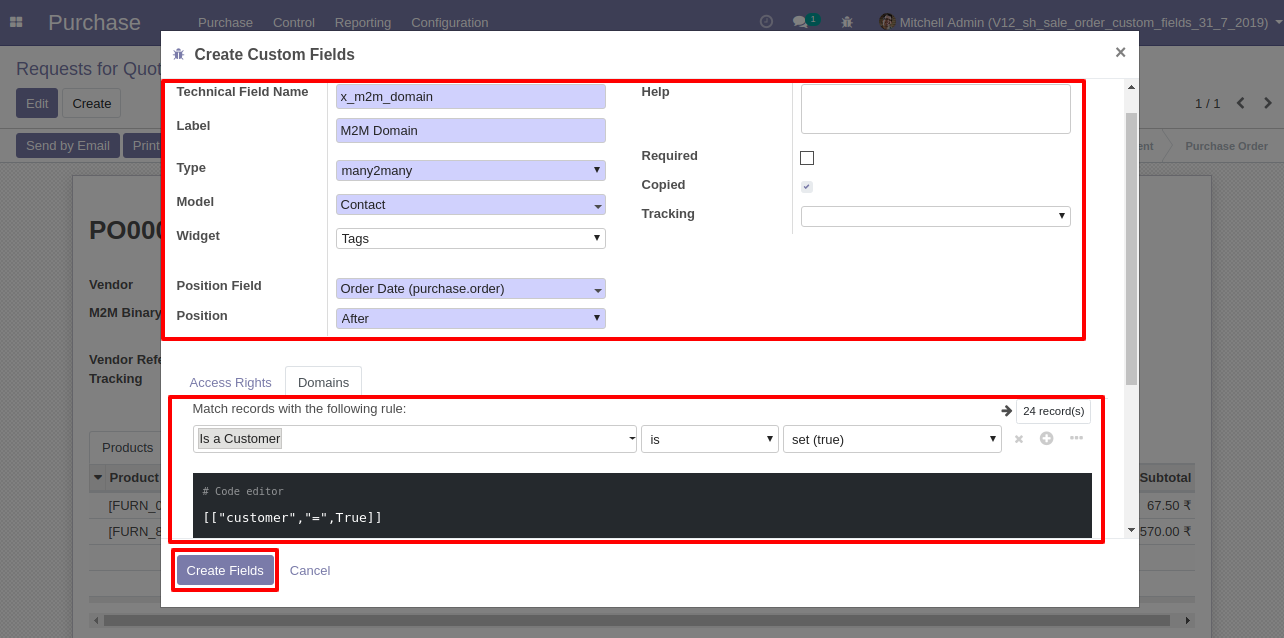 Purchase
Purchase
Control
Reporting
Configuration
1
Mitchell Admin (V12_sh_sale_order_custom_fields_31_7_2019)
Create Custom Fields
×
Requests for Quot
Edit
Create
1 / 1
Send by Email
Print
ent
Purchase Order
PO000
Vendor
M2M Binary
Vendor Refe
Tracking
Technical Field Name
x_m2m_domain
Label
M2M Domain
Type
many2many
Model
Contact
Widget
Tags
Position Field
Order Date (purchase.order)
Position
After
Help
Required
Copied
Tracking
Access Rights
Domains
Match records with the following rule:
24 record(s)
Is a Customer
is
set (true)
# Code editor
[["customer","=",True]]
Products
Product
Subtotal
[FURN_0
67.50 ₹
[FURN_8
570.00 ₹
Create Fields
Cancel